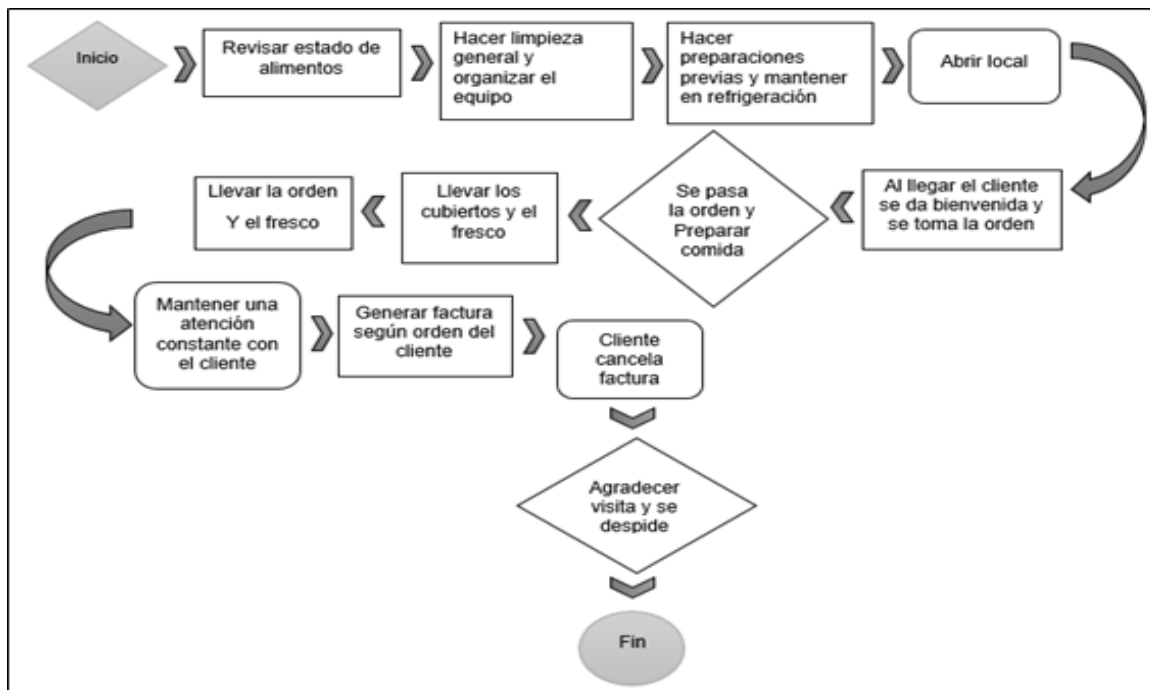 Inicio
Revisar estado de
alimentos
Hacer limpieza
general y
organizar el
equipo
Hacer
preparaciones
previas y mantener
en refrigeración
Abrir local
Al llegar el cliente
se da bienvenida y
se toma la orden
Se pasa
la orden y
Preparar
comida
Llevar los
cubiertos y el
fresco
Llevar la orden
Y el fresco
Mantener una
atención
constante con
el cliente
Generar factura
según orden del
cliente
Cliente
cancela
factura
Agradecer
visita y se
despide
Fin